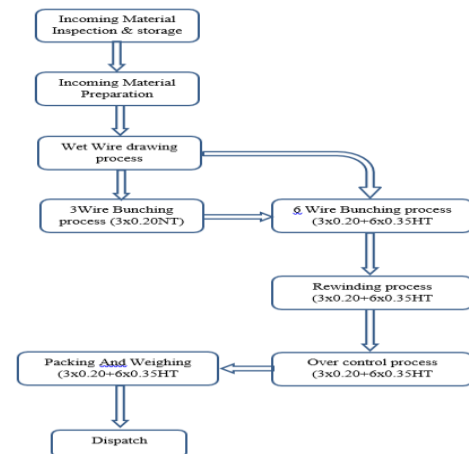 Incoming Material
Inspection & storage
Incoming Material
Preparation
Wet Wire drawing
process
3Wire Bunching
process (3x0.20NT)
6 Wire Bunching process
(3x0.20+6x0.35HT
Rewinding process
(3x0.20+6x0.35HT
Packing And Weighing
(3x0.20+6x0.35HT
Over control process
(3x0.20+6x0.35HT
Dispatch